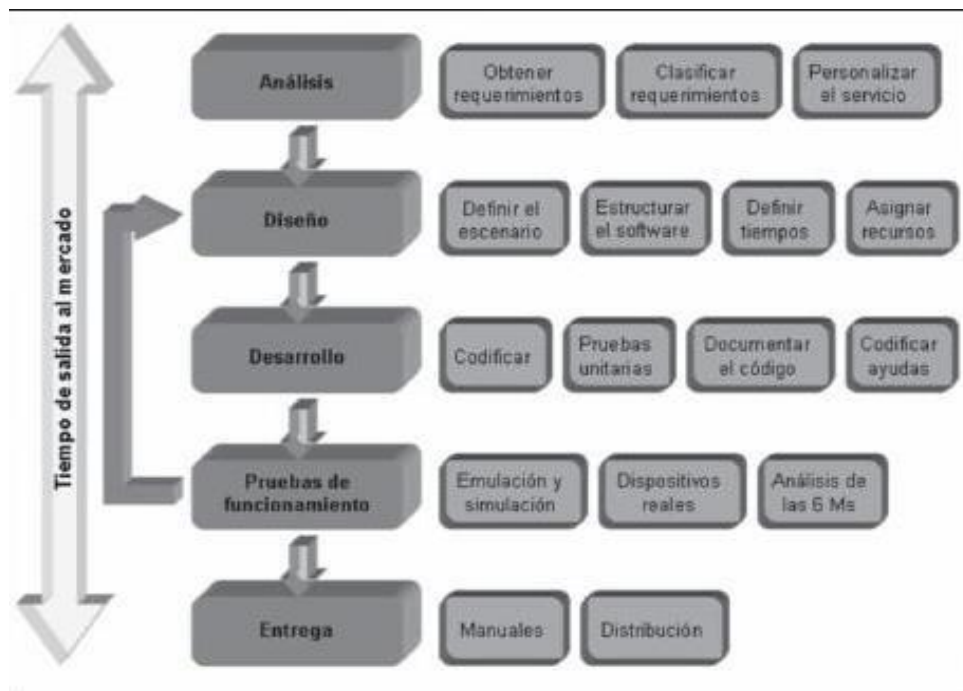 Tiempo de salida al mercado
Análisis
Obtener
requerimientos
Clasificar
requerimientos
Personalizar
el servicio
Diseño
Definir el
escenario
Estructurar
el software
Definir
tiempos
Asignar
recursos
Desarrollo
Codificar
Pruebas
unitarias
Documentar
el código
Codificar
ayudas
Pruebas de
funcionamiento
Emulación y
simulación
Dispositivos
reales
Análisis de
las 6 Ms
Entrega
Manuales
Distribución